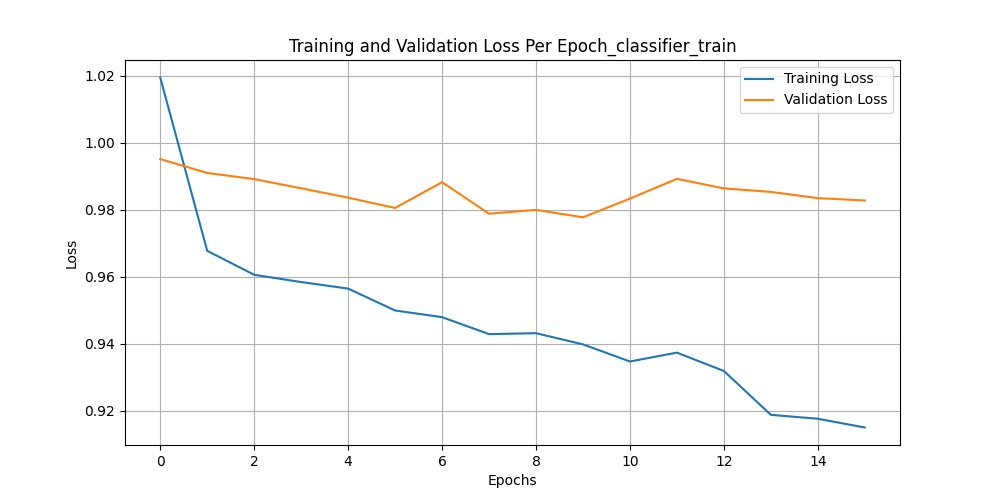 Training and Validation Loss Per Epoch_classifier_train
Training Loss
Validation Loss
Loss
1.02
1.00
0.98
0.96
0.94
0.92
0 2 4 6 8 10 12 14
Epochs